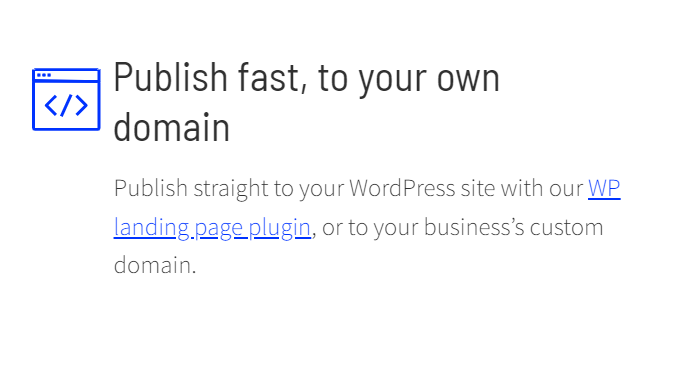 Publish fast, to your own
domain
Publish straight to your WordPress site with our WP
landing page plugin, or to your business’s custom
domain.